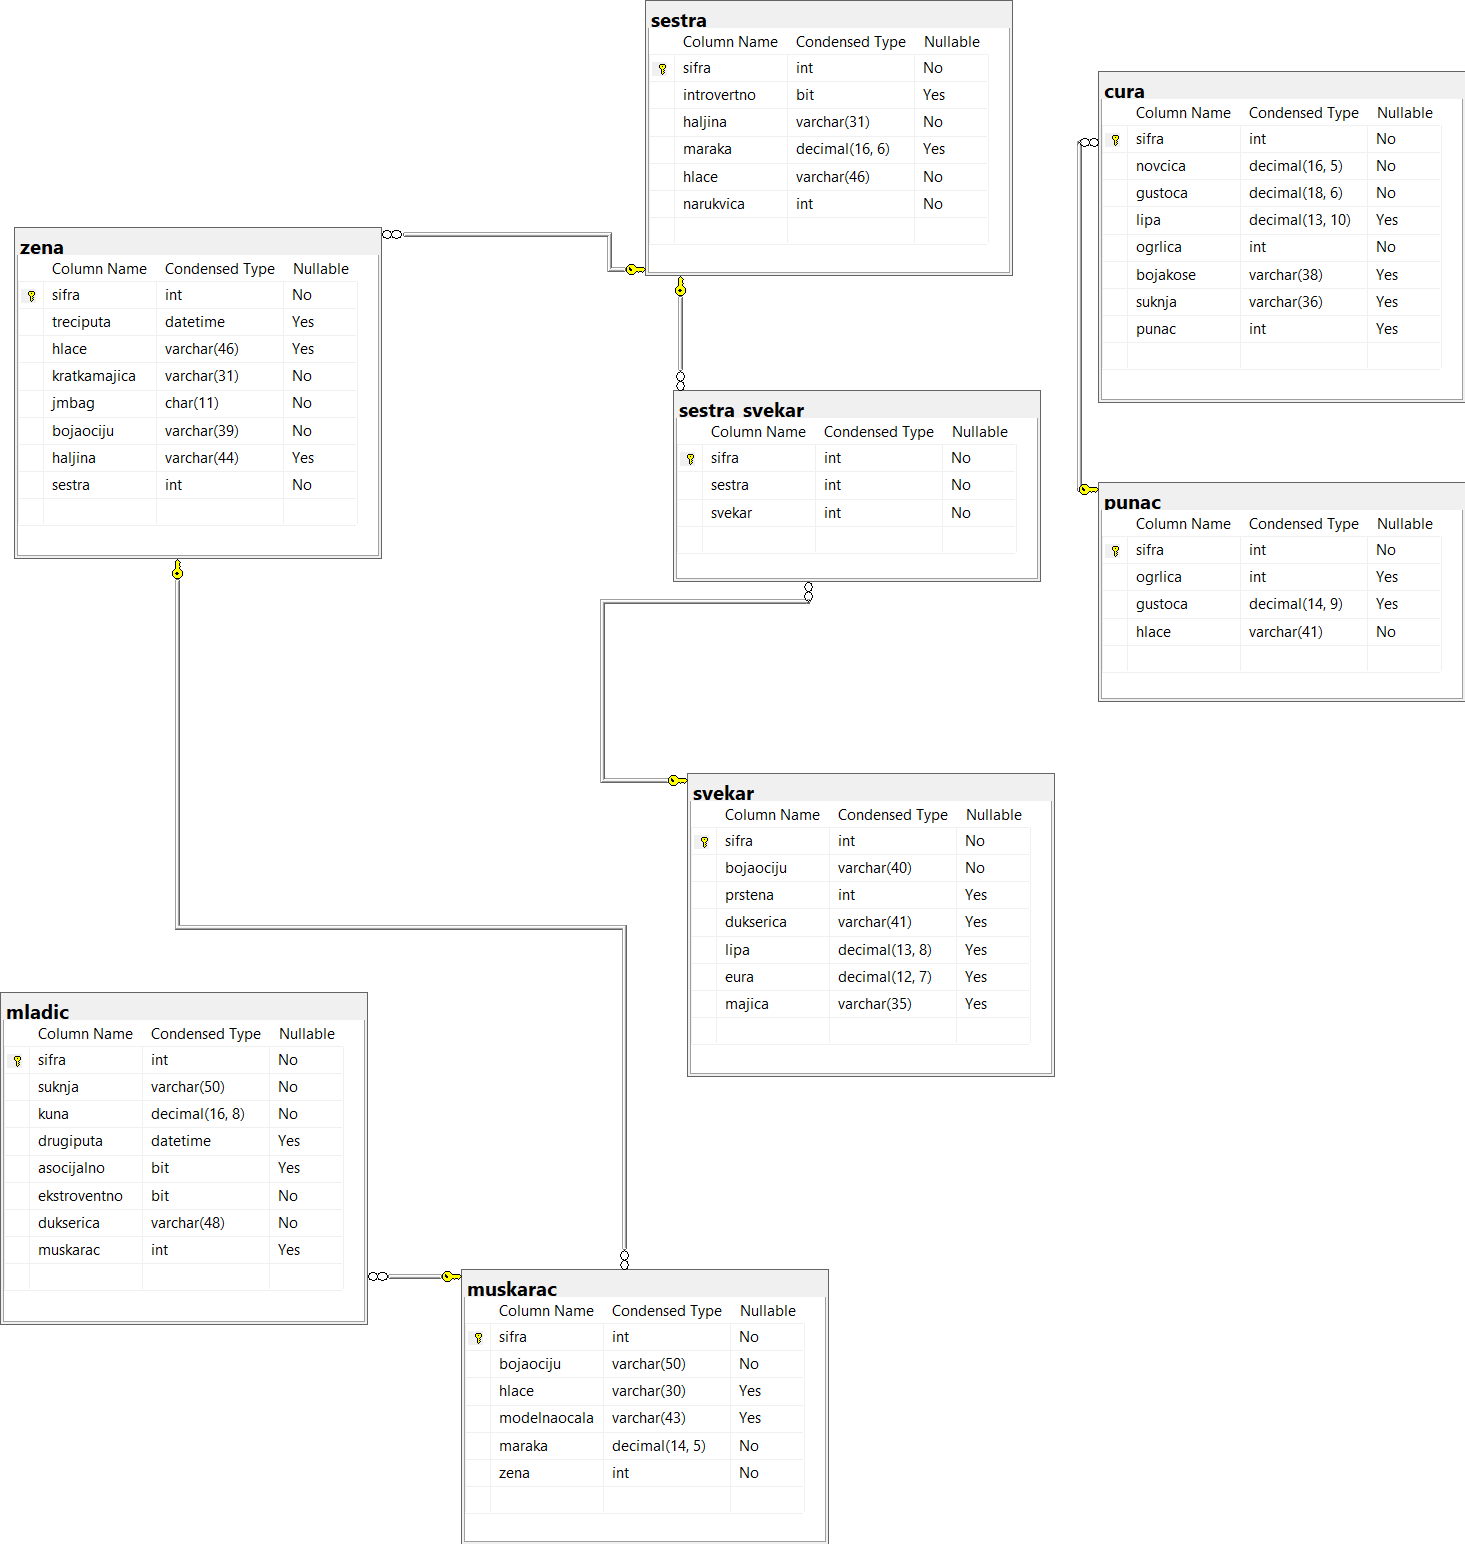 sestra
Column Name Condensed Type Nullable
sifra int No
introvertno bit Yes
haljina varchar(31) No
maraka decimal(16, 6) Yes
hlace varchar(46) No
narukvica int No
cura
Column Name Condensed Type Nullable
sifra int No
novcica decimal(16, 5) No
gustoca decimal(18, 6) No
lipa decimal(13, 10) Yes
ogrlica int No
bojakose varchar(38) Yes
suknja varchar(36) Yes
punac int Yes
zena
Column Name Condensed Type Nullable
sifra int No
treciputa datetime Yes
hlace varchar(46) Yes
kratkamajica varchar(31) No
jmbag char(11) No
bojaociju varchar(39) No
haljina varchar(44) Yes
sestra int No
sestra_svekar
Column Name Condensed Type Nullable
sifra int No
sestra int No
svekar int No
punac
Column Name Condensed Type Nullable
sifra int No
ogrlica int Yes
gustoca decimal(14, 9) Yes
hlace varchar(41) No
svekar
Column Name Condensed Type Nullable
sifra int No
bojaociju varchar(40) No
prstena int Yes
dukserica varchar(41) Yes
lipa decimal(13, 8) Yes
eura decimal(12, 7) Yes
majica varchar(35) Yes
mladic
Column Name Condensed Type Nullable
sifra int No
suknja varchar(50) No
kuna decimal(16, 8) No
drugiputa datetime Yes
asocijalno bit Yes
ekstroventno bit No
dukserica varchar(48) No
muskarac int Yes
muskarac
Column Name Condensed Type Nullable
sifra int No
bojaociju varchar(50) No
hlace varchar(30) Yes
modelnaocala varchar(43) Yes
maraka decimal(14, 5) No
zena int No